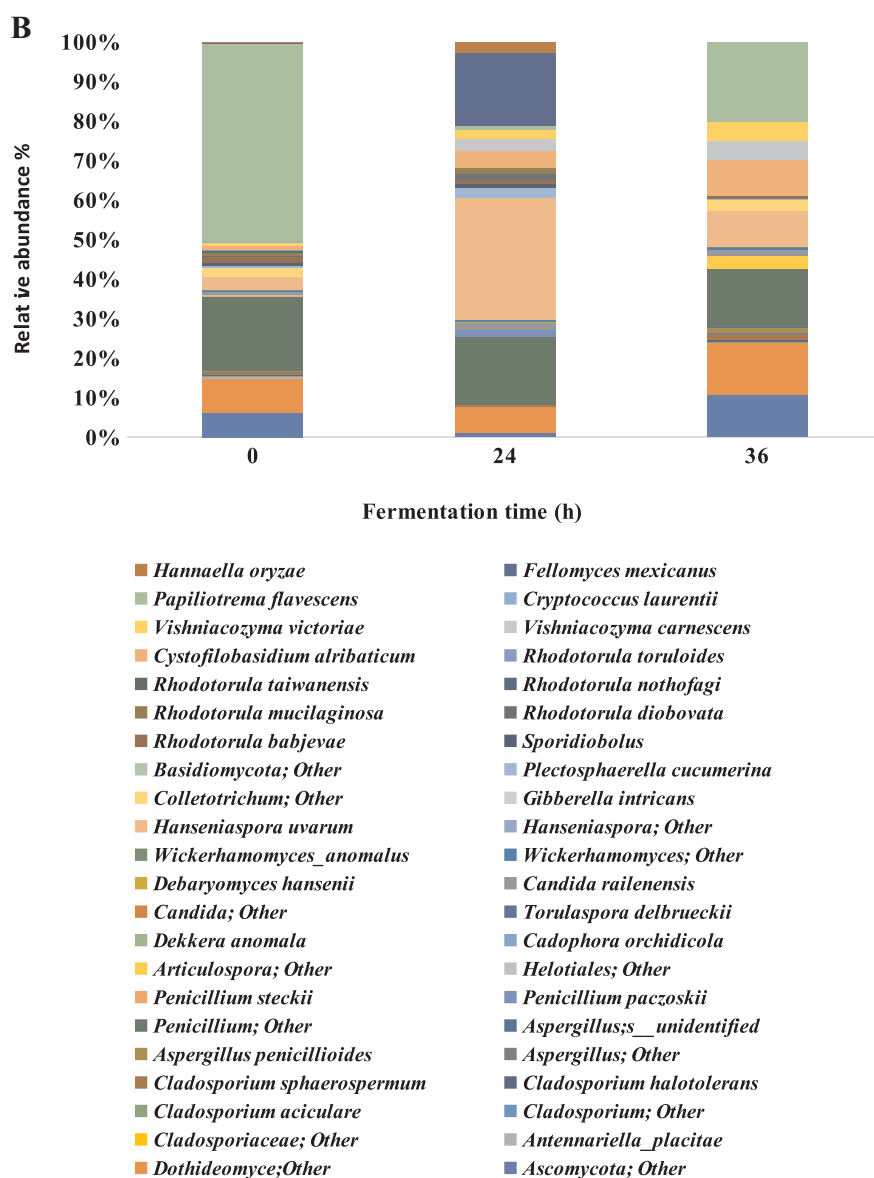 B
100%
90%
80%
70%
60%
50%
40%
30%
20%
10%
0%
Relative abundance %
0 24 36
Fermentation time (h)
Hannaella oryzae Fellomyces mexicanus
Papiliotrema flavescens Cryptococcus laurentii
Vishniacozyma victoriae Vishniacozyma carnescens
Cystofilobasidium alribaticum Rhodotorula toruloides
Rhodotorula taiwanensis Rhodotorula nothofagi
Rhodotorula mucilaginosa Rhodotorula diobovata
Rhodotorula babjevae Sporidiobolus
Basidiomycota; Other Plectosphaerella cucumerina
Colletotrichum; Other Gibberella intricans
Hanseniaspora uvarum Hanseniaspora; Other
Wickerhamomyces_anomalus Wickerhamomyces; Other
Debaryomyces hansenii Candida railenensis
Candida; Other Torulaspora delbrueckii
Dekkera anomala Cadophora orchidicola
Articulospora; Other Helotiales; Other
Penicillium steckii Penicillium paczoskii
Penicillium; Other Aspergillus;s__unidentified
Aspergillus penicillioides Aspergillus; Other
Cladosporium sphaerospermum Cladosporium halotolerans
Cladosporium aciculare Cladosporium; Other
Cladosporiaceae; Other Antennariella_placitae
Dothideomyce;Other Ascomycota; Other